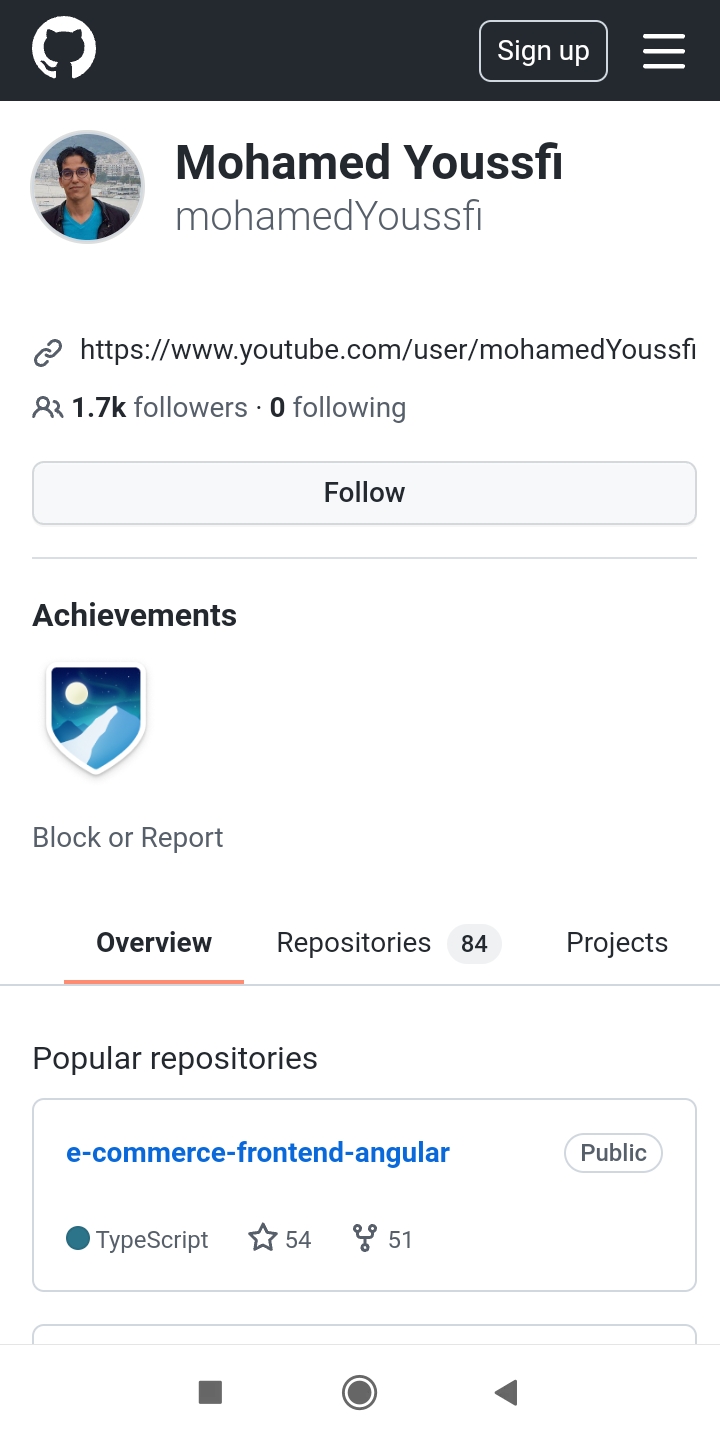 Sign up
Mohamed Youssfi
mohamedYoussfi
https://www.youtube.com/user/mohamedYoussfi
1.7k followers · 0 following
Follow
Achievements
Block or Report
Overview Repositories 84 Projects
Popular repositories
e-commerce-frontend-angular Public
TypeScript 54 51